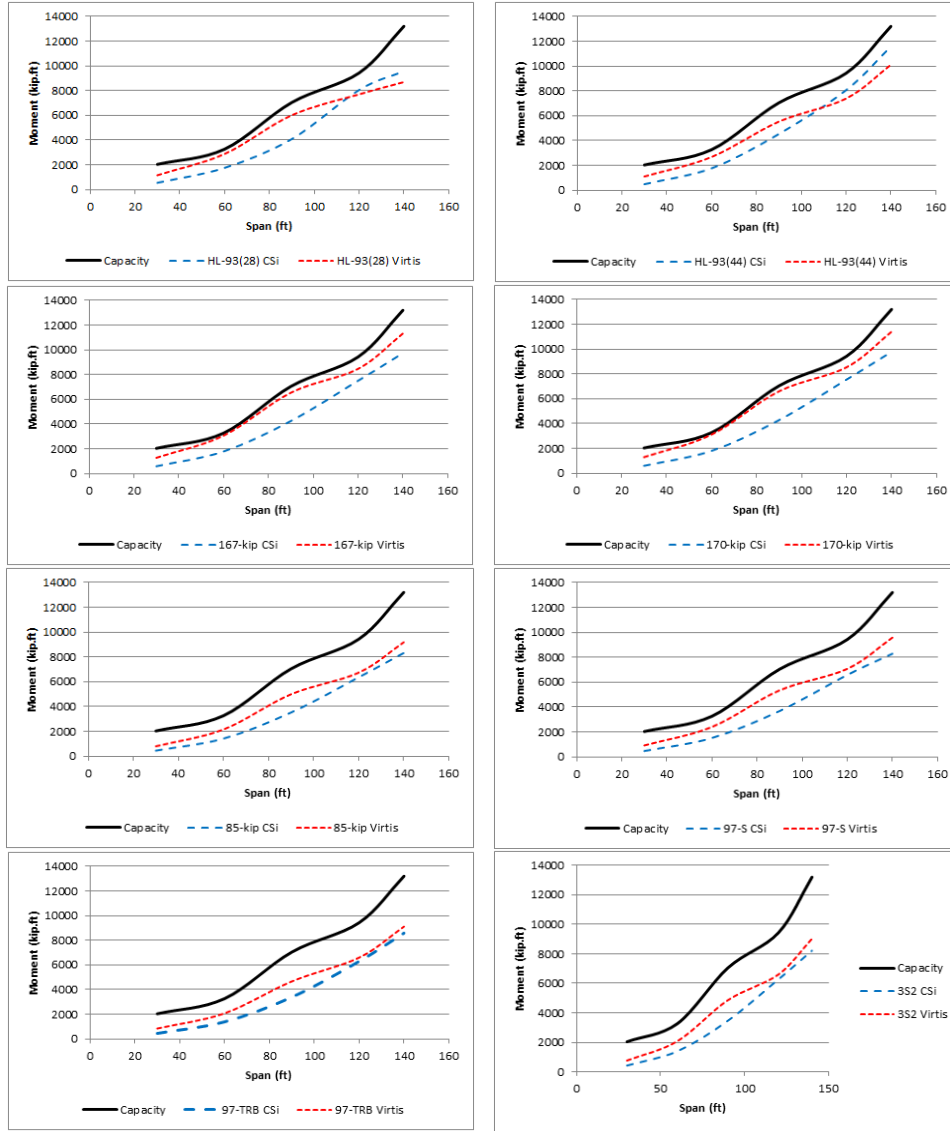 14000
12000
10000
8000
6000
4000
2000
0
Moment (kip.ft)
0 20 40 60 80 100 120 140 160
Span (ft)
Capacity HL-93(28) CSi HL-93(28) Virtis
14000
12000
10000
8000
6000
4000
2000
0
Moment (kip.ft)
0 20 40 60 80 100 120 140 160
Span (ft)
Capacity HL-93(44) CSi HL-93(44) Virtis
14000
12000
10000
8000
6000
4000
2000
0
Moment (kip.ft)
0 20 40 60 80 100 120 140 160
Span (ft)
Capacity 167-kip CSi 167-kip Virtis
14000
12000
10000
8000
6000
4000
2000
0
Moment (kip.ft)
0 20 40 60 80 100 120 140 160
Span (ft)
Capacity 170-kip CSi 170-kip Virtis
14000
12000
10000
8000
6000
4000
2000
0
Moment (kip.ft)
0 20 40 60 80 100 120 140 160
Span (ft)
Capacity 85-kip CSi 85-kip Virtis
14000
12000
10000
8000
6000
4000
2000
0
Moment (kip.ft)
0 20 40 60 80 100 120 140 160
Span (ft)
Capacity 97-S CSi 97-S Virtis
14000
12000
10000
8000
6000
4000
2000
0
Moment (kip.ft)
0 20 40 60 80 100 120 140 160
Span (ft)
Capacity 97-TRB CSi 97-TRB Virtis
14000
12000
10000
8000
6000
4000
2000
0
Moment (kip.ft)
0 50 100 150
Span (ft)
Capacity
3S2 CSi
3S2 Virtis